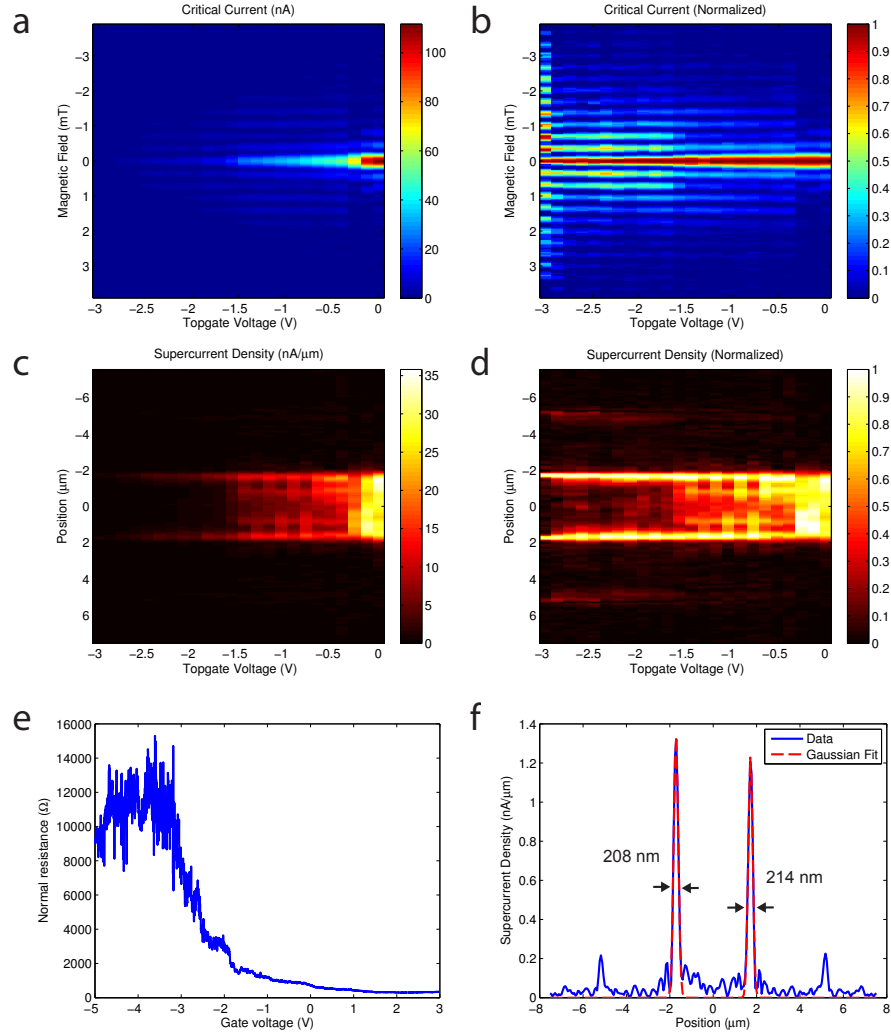 a
Critical Current (nA)
Magnetic Field (mT)
−3
−2
−1
0
1
2
3
−3 −2.5 −2 −1.5 −1 −0.5 0
Topgate Voltage (V)
100
80
60
40
20
0
b
Critical Current (Normalized)
Magnetic Field (mT)
−3
−2
−1
0
1
2
3
−3 −2.5 −2 −1.5 −1 −0.5 0
Topgate Voltage (V)
1
0.9
0.8
0.7
0.6
0.5
0.4
0.3
0.2
0.1
0
c
Supercurrent Density (nA/μm)
Position (μm)
−6
−4
−2
0
2
4
6
−3 −2.5 −2 −1.5 −1 −0.5 0
Topgate Voltage (V)
35
30
25
20
15
10
5
0
d
Supercurrent Density (Normalized)
Position (μm)
−6
−4
−2
0
2
4
6
−3 −2.5 −2 −1.5 −1 −0.5 0
Topgate Voltage (V)
1
0.9
0.8
0.7
0.6
0.5
0.4
0.3
0.2
0.1
0
e
Normal resistance (Ω)
16000
14000
12000
10000
8000
6000
4000
2000
0
−5 −4 −3 −2 −1 0 1 2 3
Gate voltage (V)
f
Supercurrent Density (nA/μm)
1.4
1.2
1
0.8
0.6
0.4
0.2
0
Data
Gaussian Fit
208 nm
214 nm
−8 −6 −4 −2 0 2 4 6 8
Position (μm)